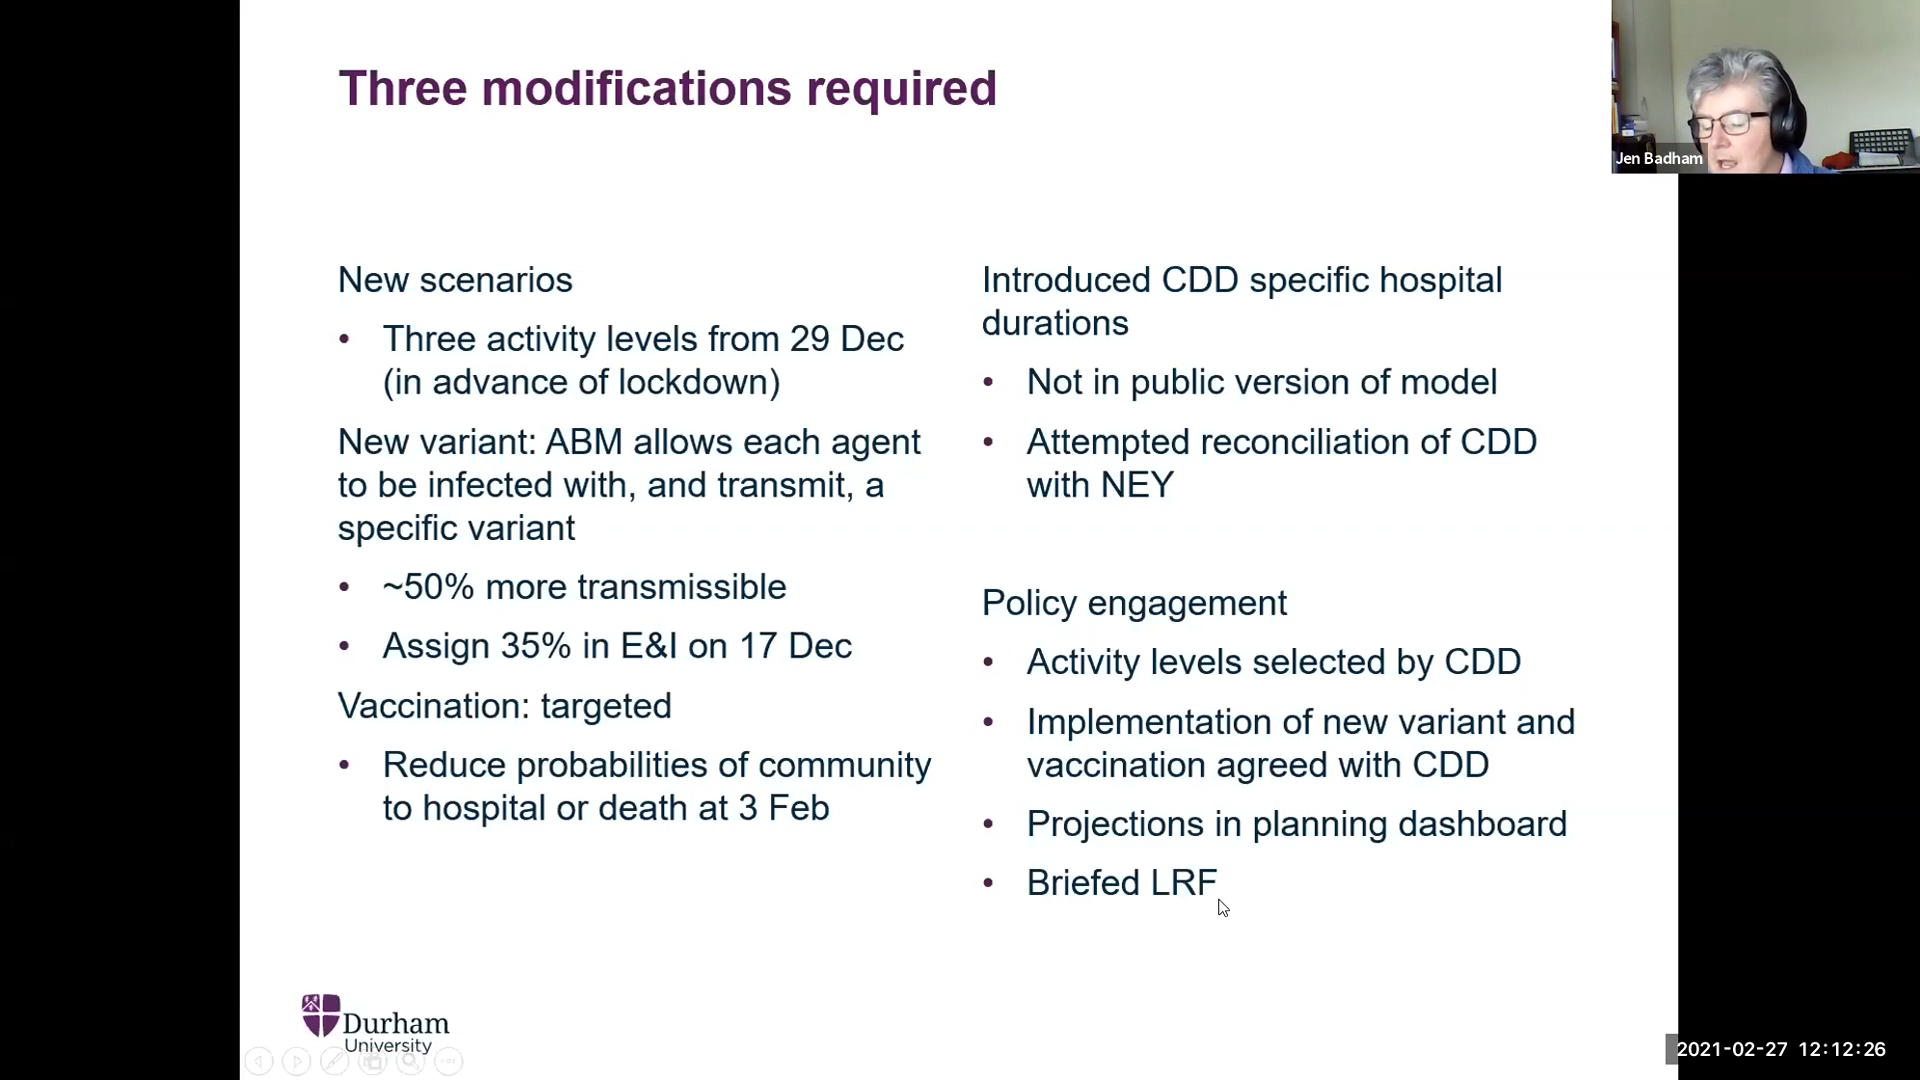 Three modifications required
New scenarios
• Three activity levels from 29 Dec
(in advance of lockdown)
New variant: ABM allows each agent
to be infected with, and transmit, a
specific variant
• ~50% more transmissible
• Assign 35% in E&I on 17 Dec
Vaccination: targeted
• Reduce probabilities of community
to hospital or death at 3 Feb
Introduced CDD specific hospital
durations
• Not in public version of model
• Attempted reconciliation of CDD
with NEY
Policy engagement
• Activity levels selected by CDD
• Implementation of new variant and
vaccination agreed with CDD
• Projections in planning dashboard
• Briefed LRF
Jen Badham
Durham
University
2021-02-27 12:12:26